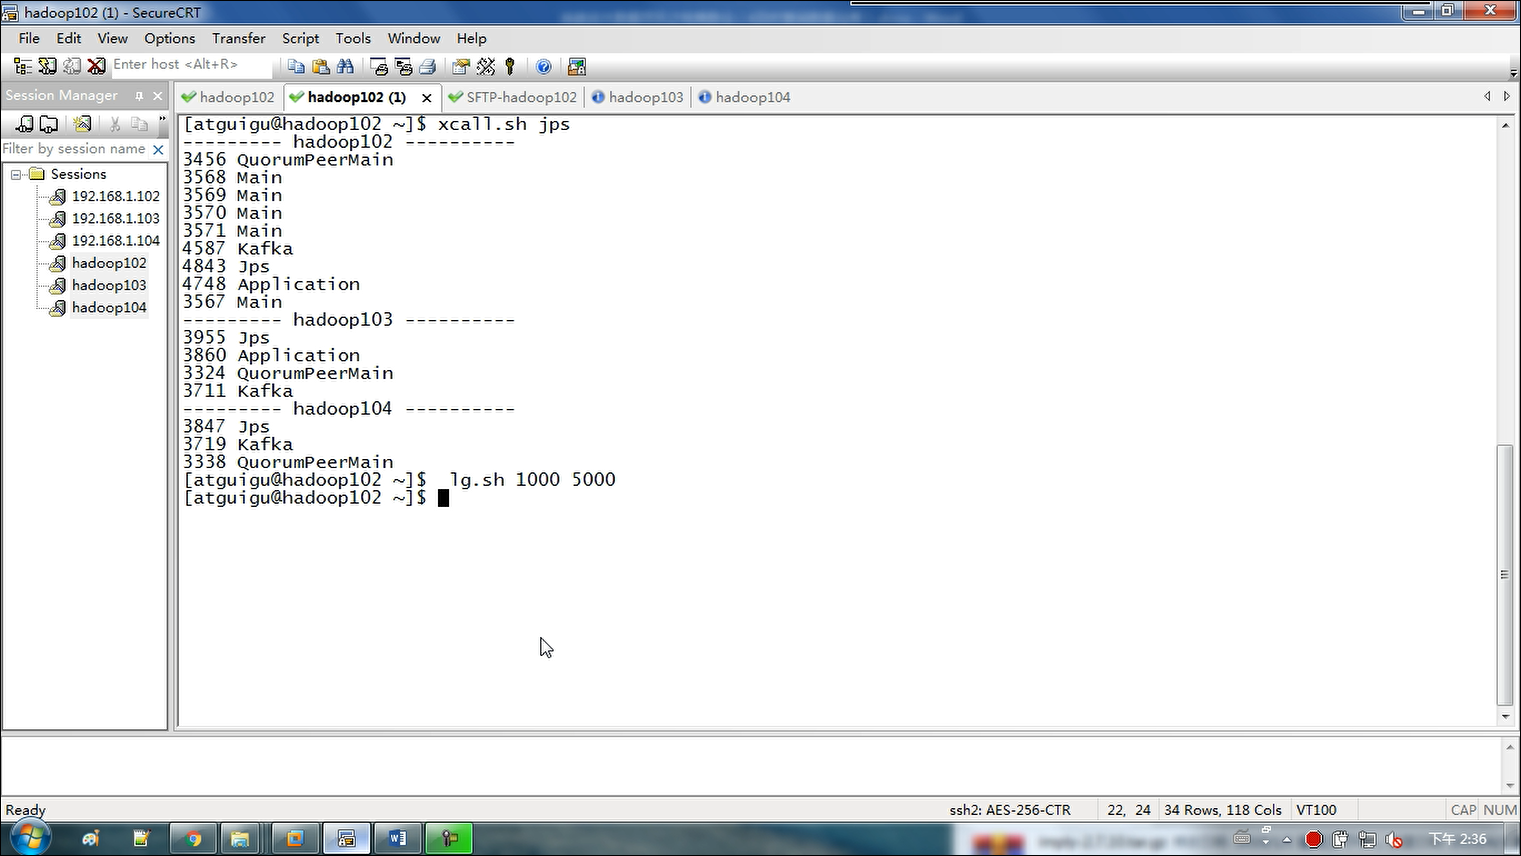 hadoop102 (1) - SecureCRT
File Edit View Options Transfer Script Tools Window Help
Enter host <Alt+R>
Session Manager
hadoop102
hadoop102 (1)
SFTP-hadoop102
hadoop103
hadoop104
Filter by session name
Sessions
192.168.1.102
192.168.1.103
192.168.1.104
hadoop102
hadoop103
hadoop104
[atguigu@hadoop102 ~]$ xcall.sh jps
--------- hadoop102 ----------
3456 QuorumPeerMain
3568 Main
3569 Main
3570 Main
3571 Main
4587 Kafka
4843 Jps
4748 Application
3567 Main
--------- hadoop103 ----------
3955 Jps
3860 Application
3324 QuorumPeerMain
3711 Kafka
--------- hadoop104 ----------
3847 Jps
3719 Kafka
3338 QuorumPeerMain
[atguigu@hadoop102 ~]$  lg.sh 1000 5000
[atguigu@hadoop102 ~]$
Ready
ssh2: AES-256-CTR 22, 24 34 Rows, 118 Cols VT100 CAP NUM
下午 2:36